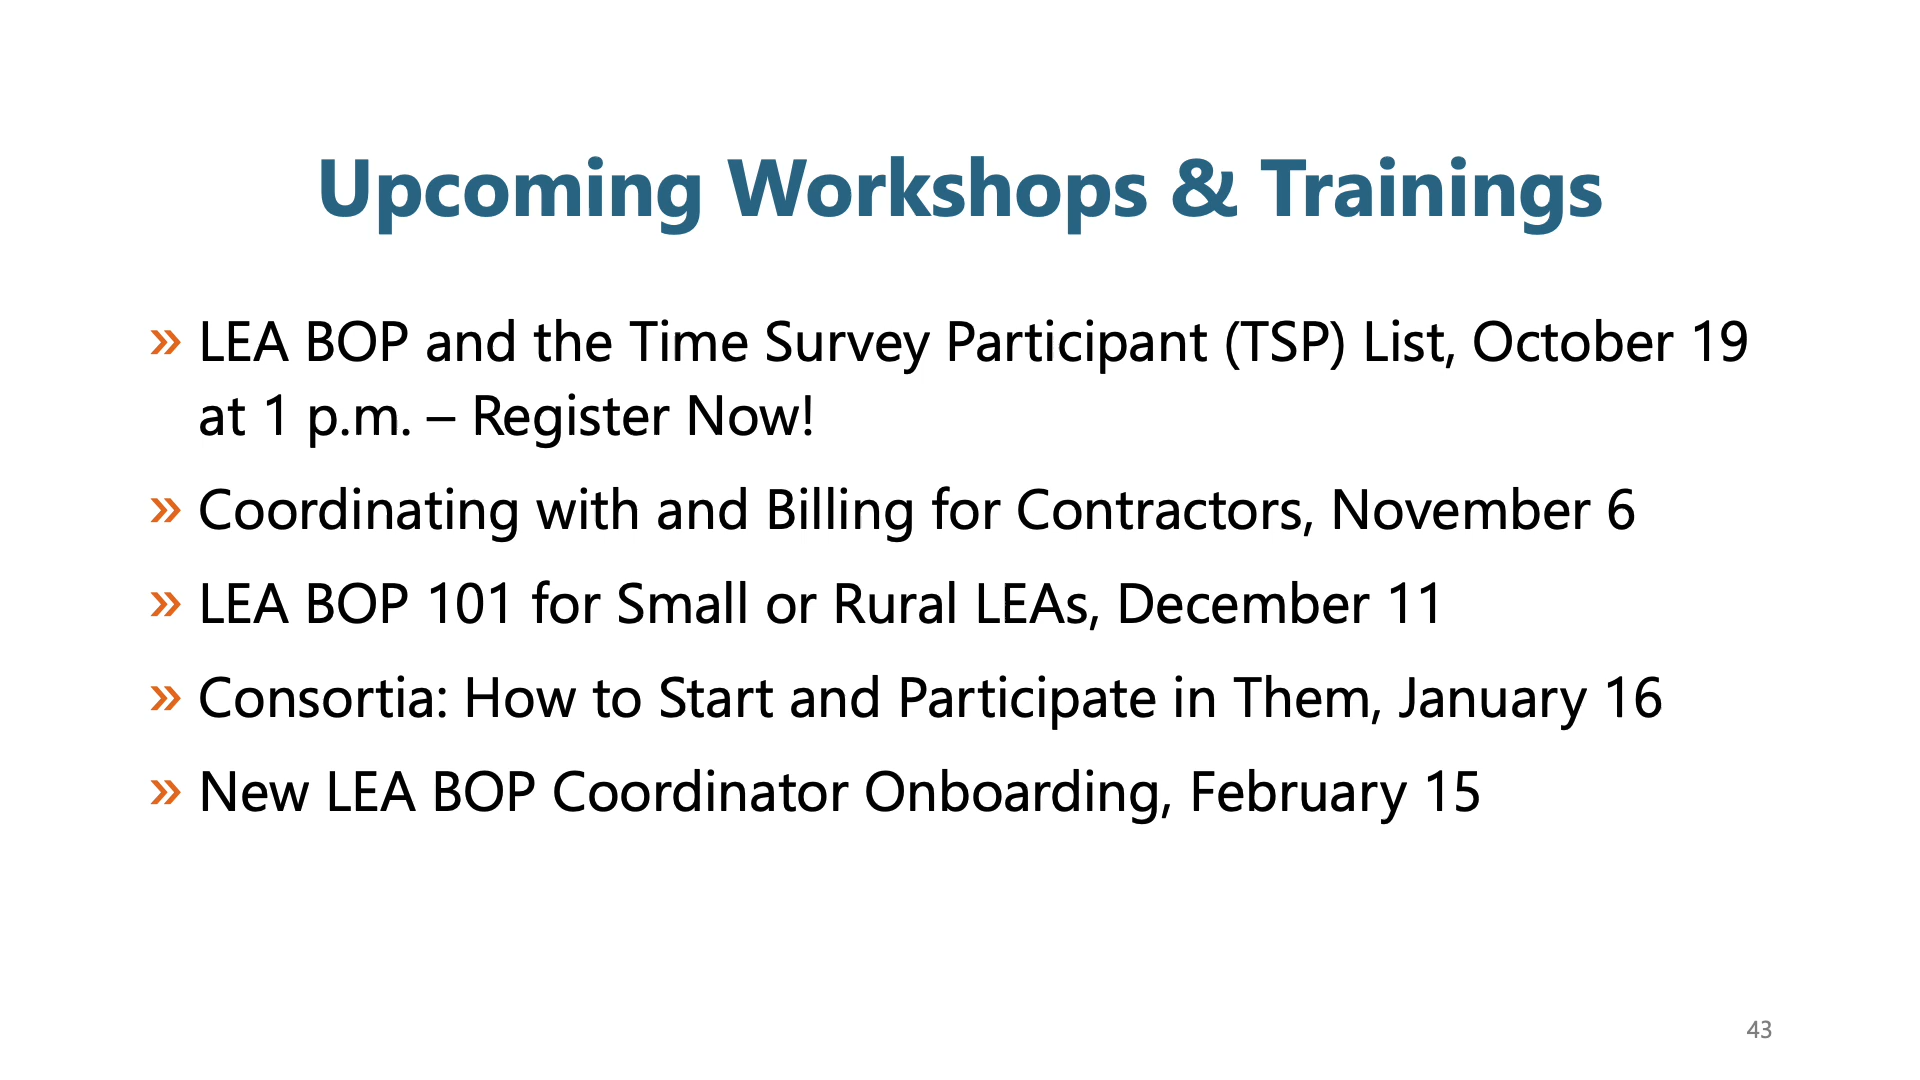 Upcoming Workshops & Trainings
» LEA BOP and the Time Survey Participant (TSP) List, October 19
at 1 p.m. – Register Now!
» Coordinating with and Billing for Contractors, November 6
» LEA BOP 101 for Small or Rural LEAs, December 11
» Consortia: How to Start and Participate in Them, January 16
» New LEA BOP Coordinator Onboarding, February 15
43